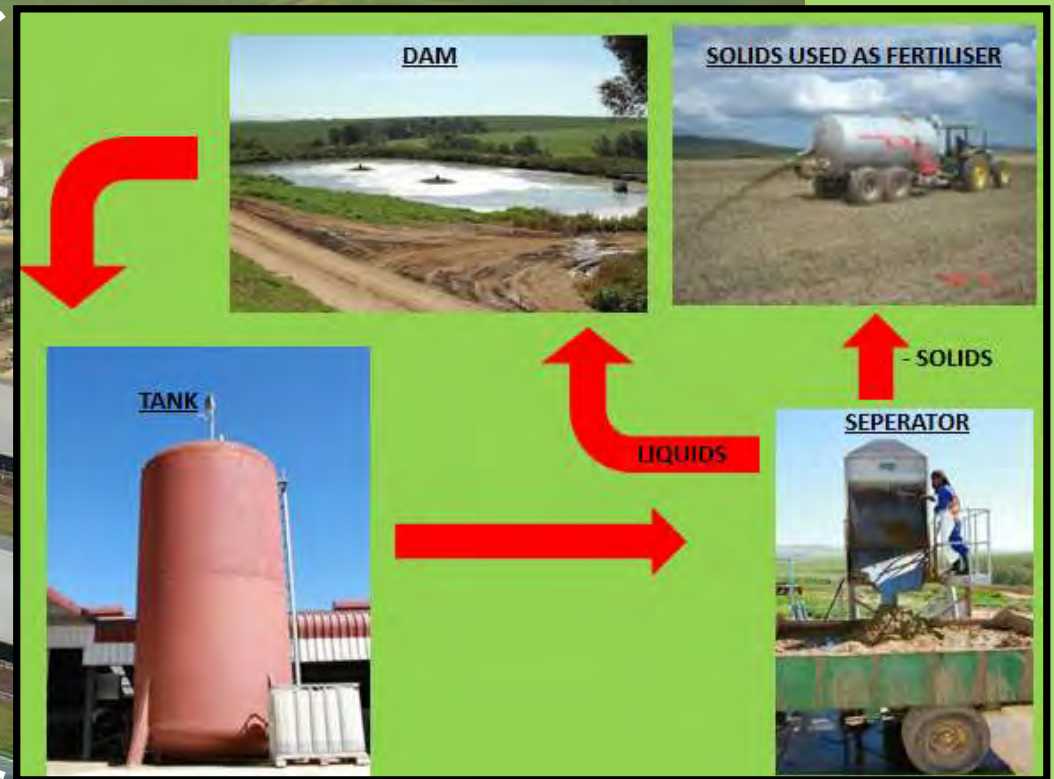 DAM
SOLIDS USED AS FERTILISER
- SOLIDS
TANK
SEPERATOR
LIQUIDS